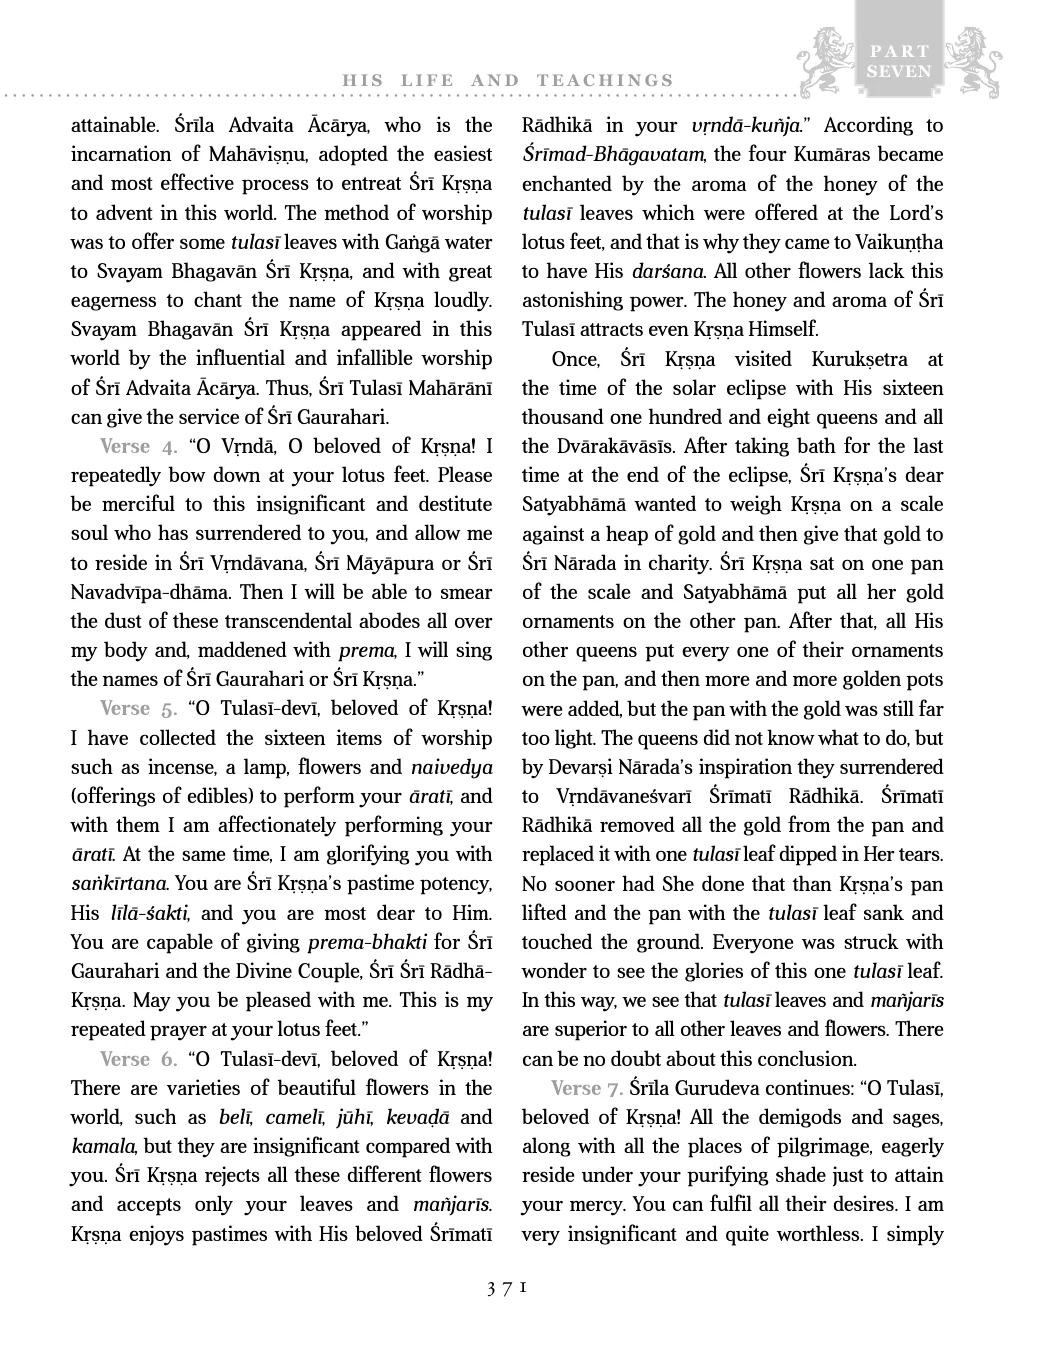 HIS LIFE AND TEACHINGS
PART
SEVEN
attainable. Śrīla Advaita Ācārya, who is the
incarnation of Mahāviṣṇu, adopted the easiest
and most effective process to entreat Śrī Kṛṣṇa
to advent in this world. The method of worship
was to offer some tulasī leaves with Gaṅgā water
to Svayam Bhagavān Śrī Kṛṣṇa, and with great
eagerness to chant the name of Kṛṣṇa loudly.
Svayam Bhagavān Śrī Kṛṣṇa appeared in this
world by the influential and infallible worship
of Śrī Advaita Ācārya. Thus, Śrī Tulasī Mahārānī
can give the service of Śrī Gaurahari.
Verse 4. “O Vṛndā, O beloved of Kṛṣṇa! I
repeatedly bow down at your lotus feet. Please
be merciful to this insignificant and destitute
soul who has surrendered to you, and allow me
to reside in Śrī Vṛndāvana, Śrī Māyāpura or Śrī
Navadvīpa-dhāma. Then I will be able to smear
the dust of these transcendental abodes all over
my body and, maddened with prema, I will sing
the names of Śrī Gaurahari or Śrī Kṛṣṇa.”
Verse 5. “O Tulasī-devī, beloved of Kṛṣṇa!
I have collected the sixteen items of worship
such as incense, a lamp, flowers and naivedya
(offerings of edibles) to perform your āratī, and
with them I am affectionately performing your
āratī. At the same time, I am glorifying you with
saṅkīrtana. You are Śrī Kṛṣṇa’s pastime potency,
His līlā-śakti, and you are most dear to Him.
You are capable of giving prema-bhakti for Śrī
Gaurahari and the Divine Couple, Śrī Śrī Rādhā-
Kṛṣṇa. May you be pleased with me. This is my
repeated prayer at your lotus feet.”
Verse 6. “O Tulasī-devī, beloved of Kṛṣṇa!
There are varieties of beautiful flowers in the
world, such as belī, camelī, jūhī, kevaḍā and
kamala, but they are insignificant compared with
you. Śrī Kṛṣṇa rejects all these different flowers
and accepts only your leaves and mañjarīs.
Kṛṣṇa enjoys pastimes with His beloved Śrīmatī
Rādhikā in your vṛndā-kuñja.” According to
Śrīmad-Bhāgavatam, the four Kumāras became
enchanted by the aroma of the honey of the
tulasī leaves which were offered at the Lord’s
lotus feet, and that is why they came to Vaikuṇṭha
to have His darśana. All other flowers lack this
astonishing power. The honey and aroma of Śrī
Tulasī attracts even Kṛṣṇa Himself.
Once, Śrī Kṛṣṇa visited Kurukṣetra at
the time of the solar eclipse with His sixteen
thousand one hundred and eight queens and all
the Dvārakāvāsīs. After taking bath for the last
time at the end of the eclipse, Śrī Kṛṣṇa’s dear
Satyabhāmā wanted to weigh Kṛṣṇa on a scale
against a heap of gold and then give that gold to
Śrī Nārada in charity. Śrī Kṛṣṇa sat on one pan
of the scale and Satyabhāmā put all her gold
ornaments on the other pan. After that, all His
other queens put every one of their ornaments
on the pan, and then more and more golden pots
were added, but the pan with the gold was still far
too light. The queens did not know what to do, but
by Devarṣi Nārada’s inspiration they surrendered
to Vṛndāvaneśvarī Śrīmatī Rādhikā. Śrīmatī
Rādhikā removed all the gold from the pan and
replaced it with one tulasī leaf dipped in Her tears.
No sooner had She done that than Kṛṣṇa’s pan
lifted and the pan with the tulasī leaf sank and
touched the ground. Everyone was struck with
wonder to see the glories of this one tulasī leaf.
In this way, we see that tulasī leaves and mañjarīs
are superior to all other leaves and flowers. There
can be no doubt about this conclusion.
Verse 7. Śrīla Gurudeva continues: “O Tulasī,
beloved of Kṛṣṇa! All the demigods and sages,
along with all the places of pilgrimage, eagerly
reside under your purifying shade just to attain
your mercy. You can fulfil all their desires. I am
very insignificant and quite worthless. I simply
371